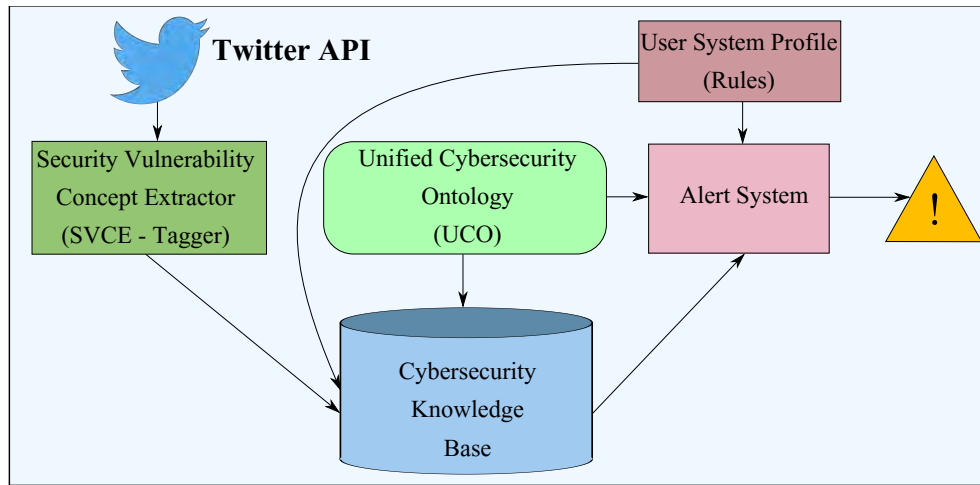 Twitter API
User System Profile
(Rules)
Security Vulnerability
Concept Extractor
(SVCE - Tagger)
Unified Cybersecurity
Ontology
(UCO)
Alert System
!
Cybersecurity
Knowledge
Base